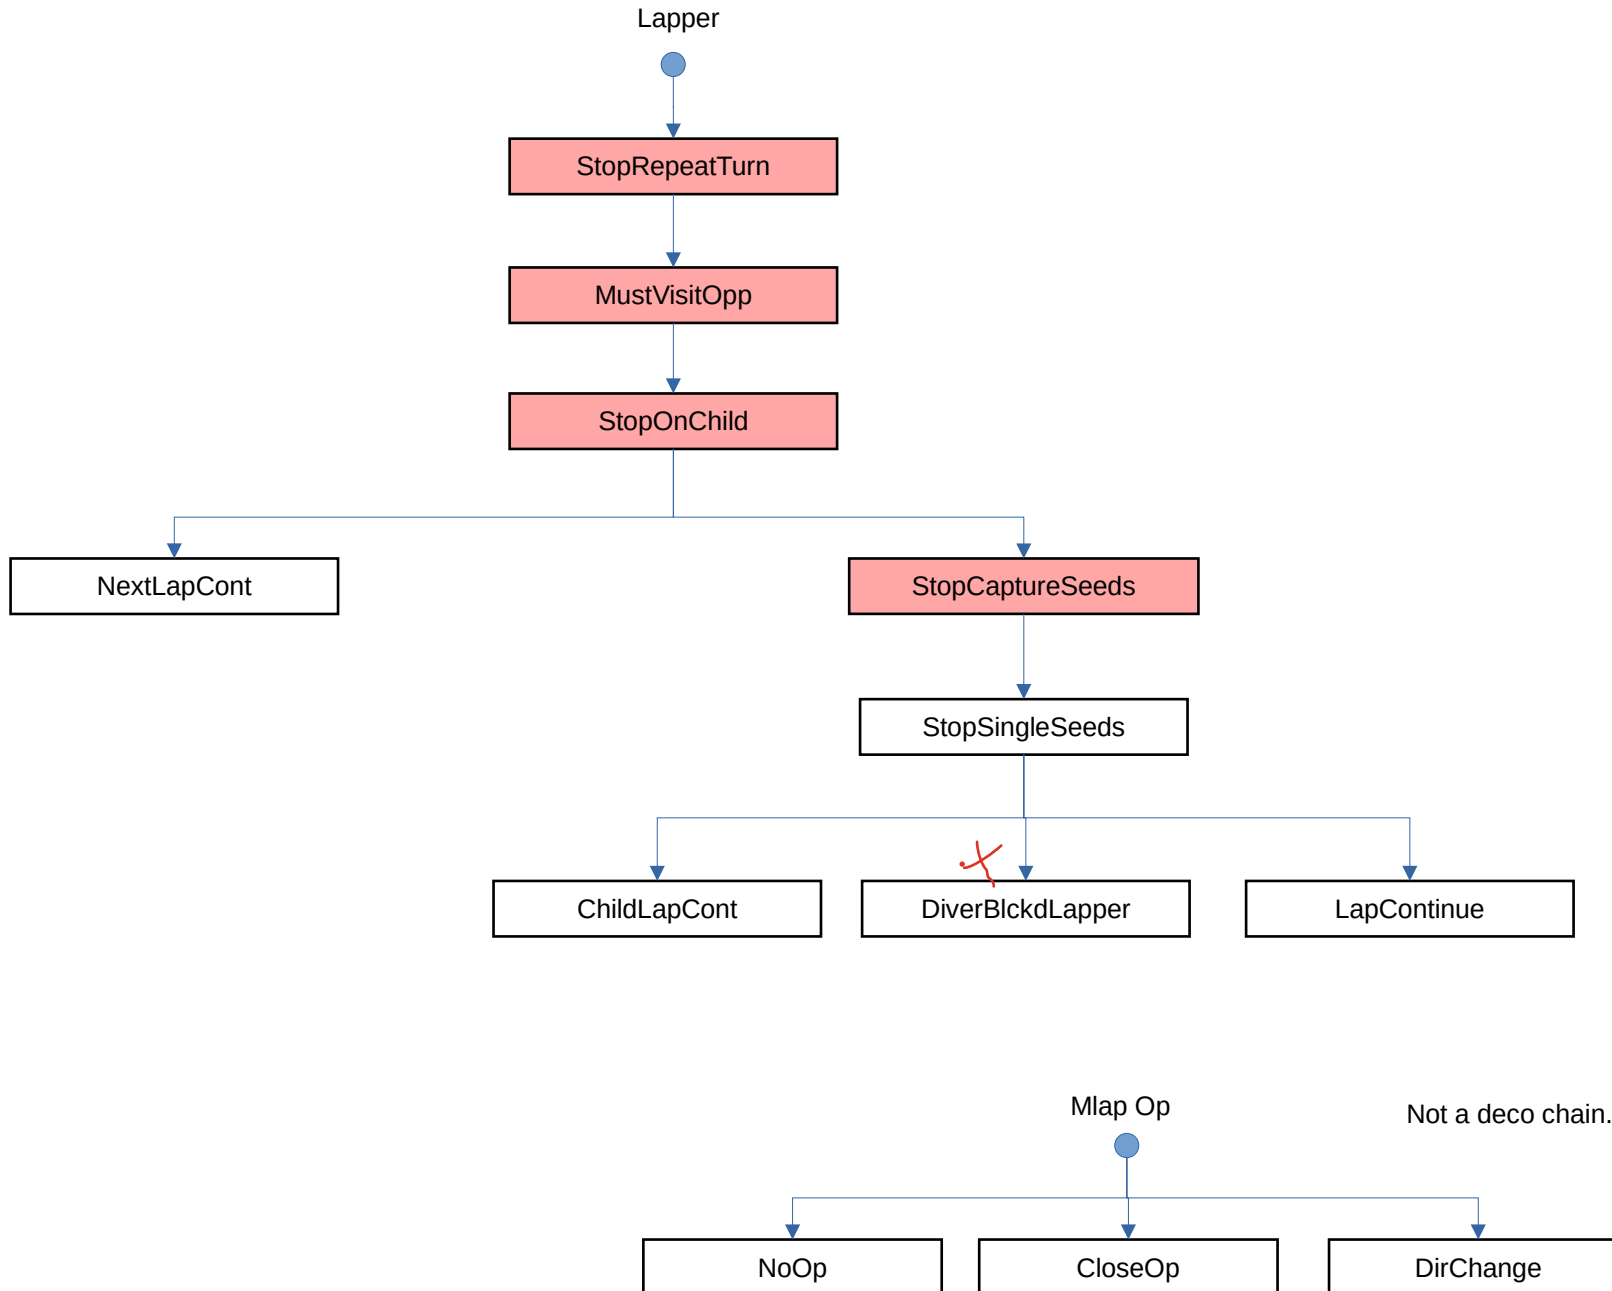 Lapper
StopRepeatTurn
MustVisitOpp
StopOnChild
NextLapCont
StopCaptureSeeds
StopSingleSeeds
ChildLapCont
DiverBlckdLapper
LapContinue
Mlap Op
Not a deco chain.
NoOp
CloseOp
DirChange